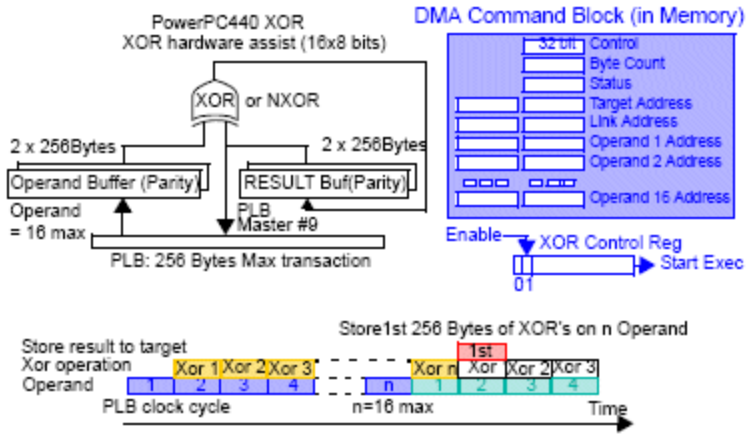 PowerPC440 XOR
XOR hardware assist (16x8 bits)
XOR or NXOR
2 x 256Bytes
2 x 256Bytes
Operand Buffer (Parity)
RESULT Buf(Parity)
Operand
= 16 max
PLB
Master #9
PLB: 256 Bytes Max transaction
DMA Command Block (in Memory)
32 bit Control
Byte Count
Status
Target Address
Link Address
Operand 1 Address
Operand 2 Address
Operand 16 Address
Enable
XOR Control Reg
Start Exec
01
Store1st 256 Bytes of XOR's on n Operand
Store result to target 1st
Xor operation Xor 1 Xor 2 Xor 3 Xor n Xor Xor 2 Xor 3
Operand 1 2 3 4 n 1 2 3 4
PLB clock cycle n=16 max Time